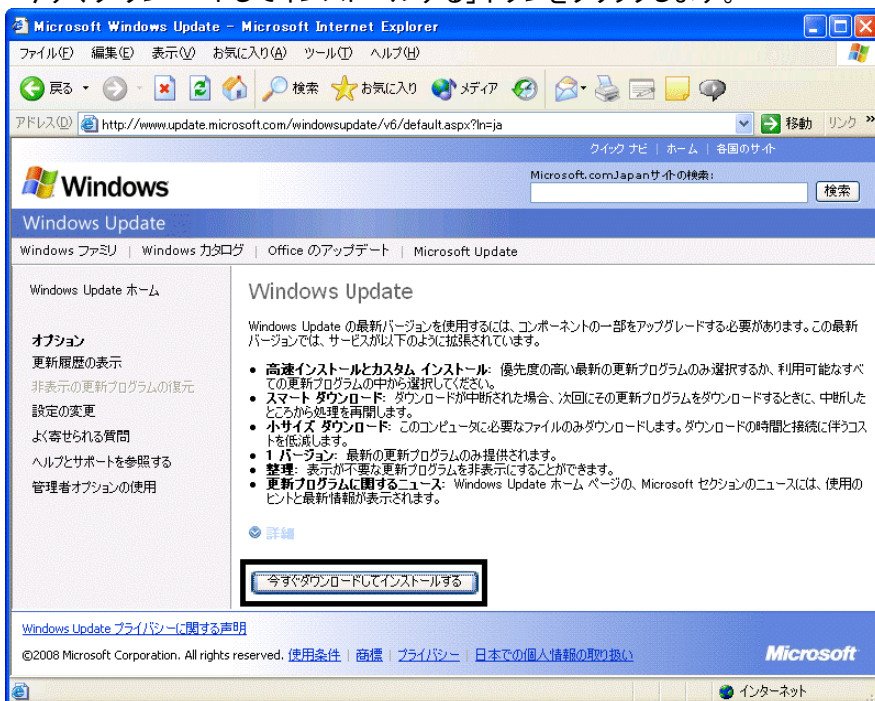 Microsoft Windows Update - Microsoft Internet Explorer
ファイル(F) 編集(E) 表示(V) お気に入り(A) ツール(T) ヘルプ(H)
戻る 検索 お気に入り メディア
アドレス(D) http://www.update.microsoft.com/windowsupdate/v6/default.aspx?ln=ja 移動 リンク »
クイック ナビ | ホーム | 各国のサイト
Windows
Microsoft.comJapanサイトの検索:
検索
Windows Update
Windows ファミリ | Windows カタログ | Office のアップデート | Microsoft Update
Windows Update ホーム
オプション
更新履歴の表示
非表示の更新プログラムの復元
設定の変更
よく寄せられる質問
ヘルプとサポートを参照する
管理者オプションの使用
Windows Update
Windows Update の最新バージョンを使用するには、コンポーネントの一部をアップグレードする必要があります。この最新
バージョンでは、サービスが以下のように拡張されています。
• 高速インストールとカスタム インストール: 優先度の高い最新の更新プログラムのみ選択するか、利用可能なすべ
ての更新プログラムの中から選択してください。
• スマート ダウンロード: ダウンロードが中断された場合、次回にその更新プログラムをダウンロードするときに、中断した
ところから処理を再開します。
• 小サイズ ダウンロード: このコンピュータに必要なファイルのみダウンロードします。ダウンロードの時間と接続に伴うコス
トを低減します。
• 1 バージョン: 最新の更新プログラムのみ提供されます。
• 整理: 表示が不要な更新プログラムを非表示にすることができます。
• 更新プログラムに関するニュース: Windows Update ホーム ページの、Microsoft セクションのニュースには、使用の
ヒントと最新情報が表示されます。
詳細
今すぐダウンロードしてインストールする
Windows Update プライバシーに関する声明
©2008 Microsoft Corporation. All rights reserved. 使用条件 | 商標 | プライバシー | 日本での個人情報の取り扱い
Microsoft
インターネット